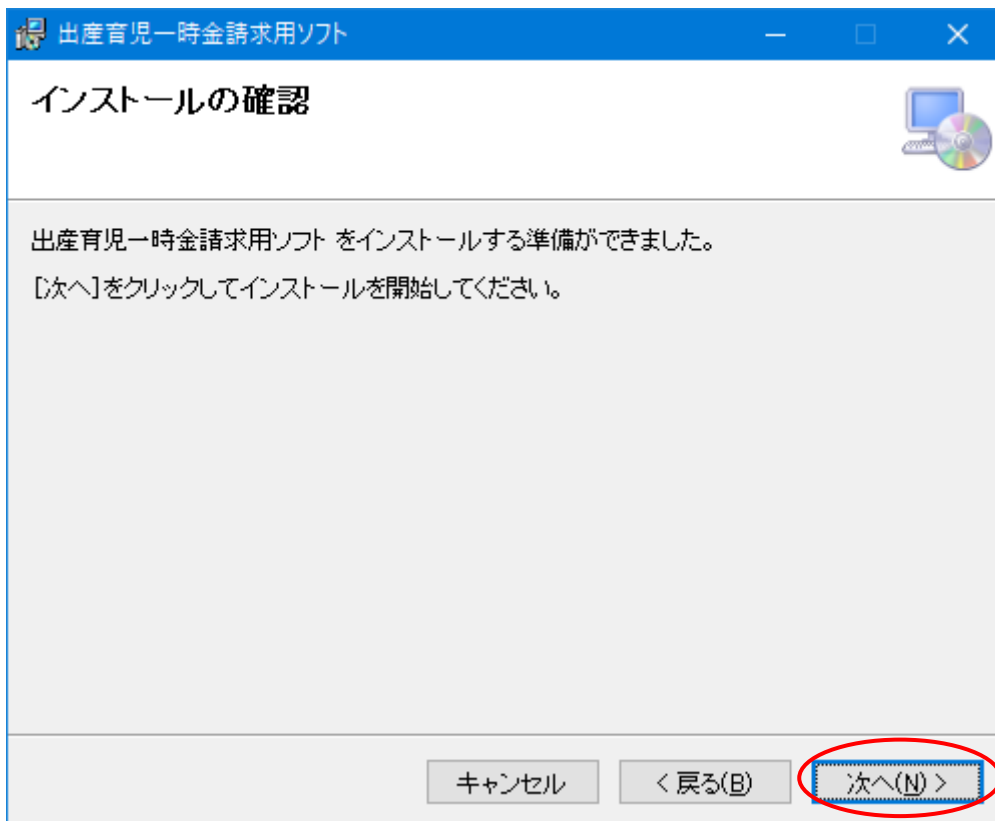 出産育児一時金請求用ソフト
インストールの確認
出産育児一時金請求用ソフト をインストールする準備ができました。
[次へ]をクリックしてインストールを開始してください。
キャンセル
< 戻る(B)
次へ(N) >